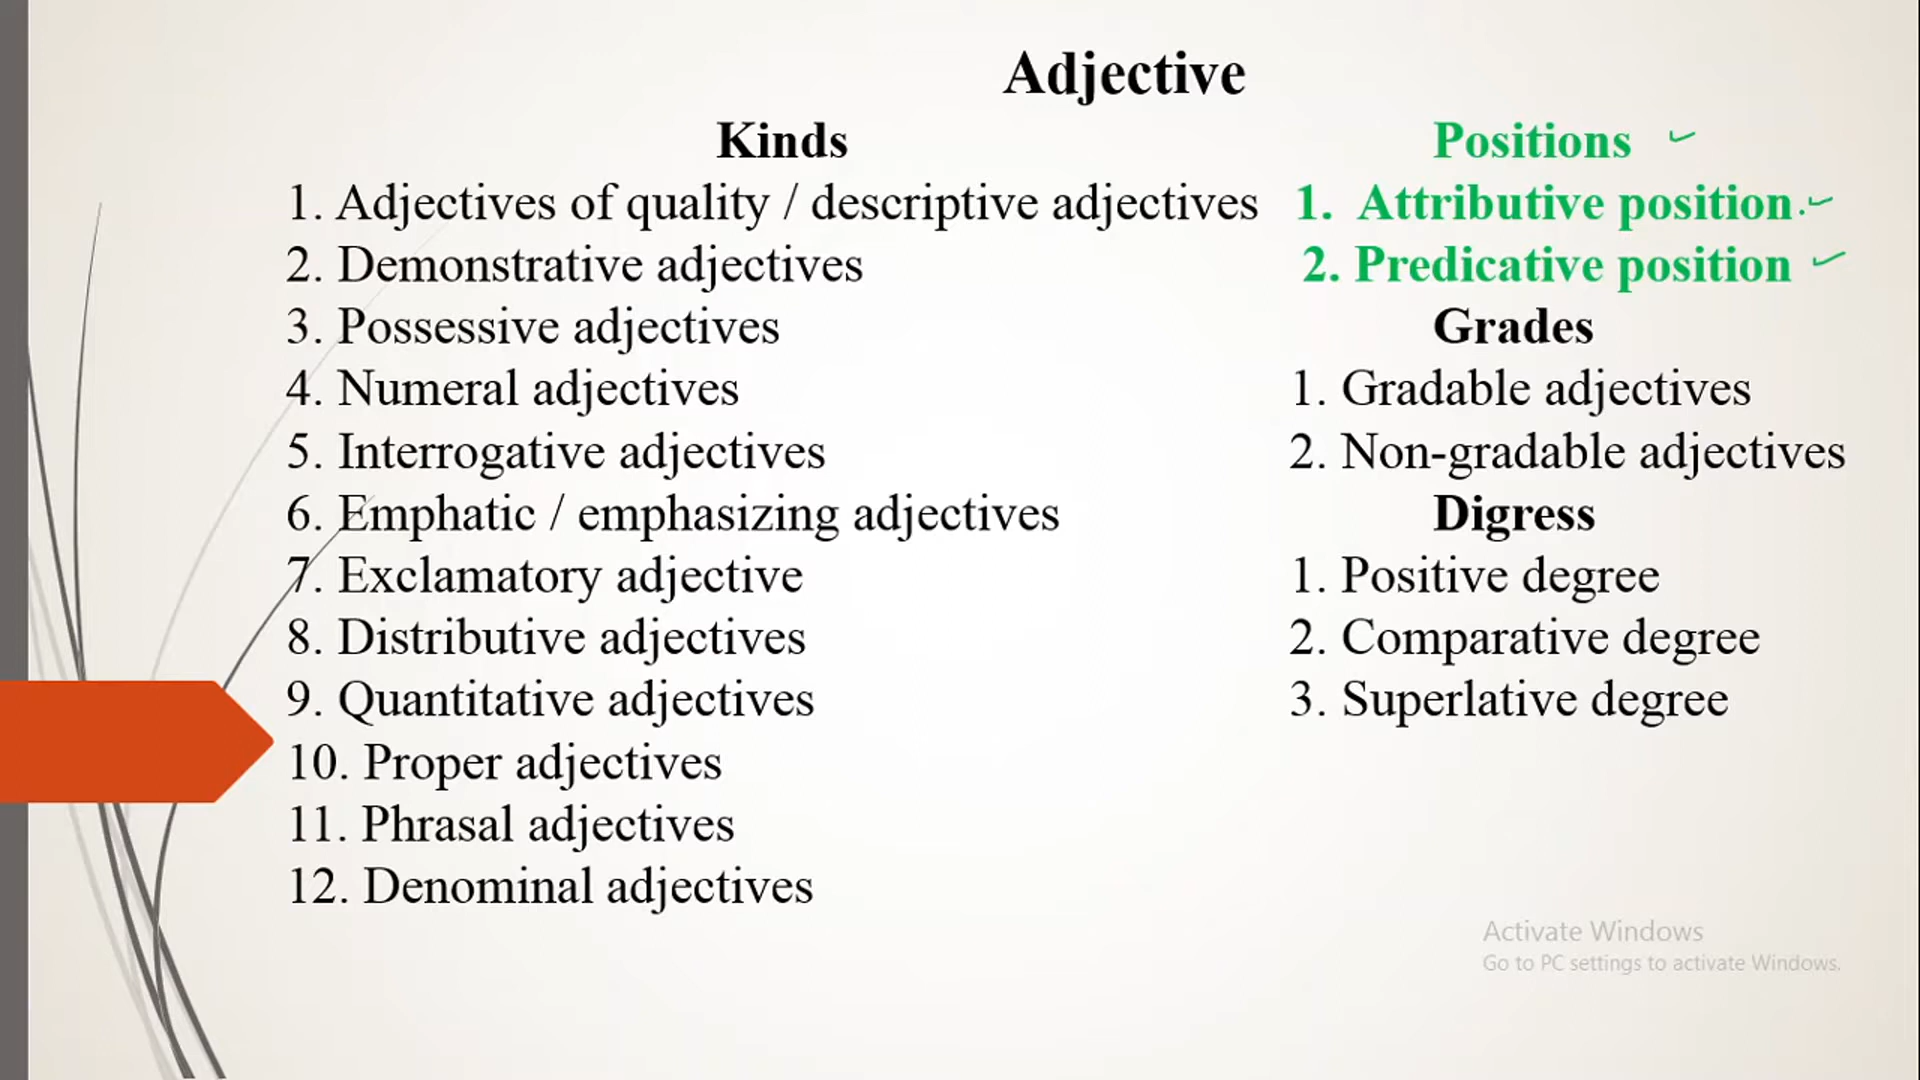 Adjective
Kinds
1. Adjectives of quality / descriptive adjectives
2. Demonstrative adjectives
3. Possessive adjectives
4. Numeral adjectives
5. Interrogative adjectives
6. Emphatic / emphasizing adjectives
7. Exclamatory adjective
8. Distributive adjectives
9. Quantitative adjectives
10. Proper adjectives
11. Phrasal adjectives
12. Denominal adjectives
Positions
1. Attributive position.
2. Predicative position
Grades
1. Gradable adjectives
2. Non-gradable adjectives
Digress
1. Positive degree
2. Comparative degree
3. Superlative degree
Activate Windows
Go to PC settings to activate Windows.